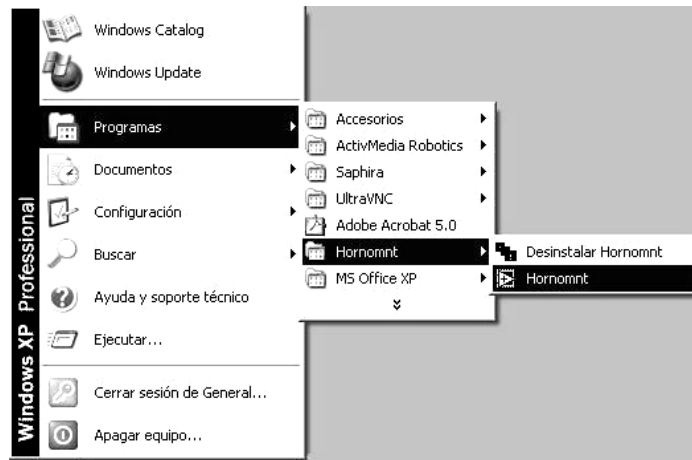 Windows XP Professional
Windows Catalog
Windows Update
Programas
Documentos
Configuración
Buscar
Ayuda y soporte técnico
Ejecutar...
Cerrar sesión de General...
Apagar equipo...
Accesorios
ActivMedia Robotics
Saphira
UltraVNC
Adobe Acrobat 5.0
Hornomnt
MS Office XP
Desinstalar Hornomnt
Hornomnt